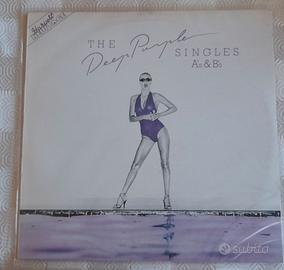 THE
Deep Purple
SINGLES
A's & B's
subito